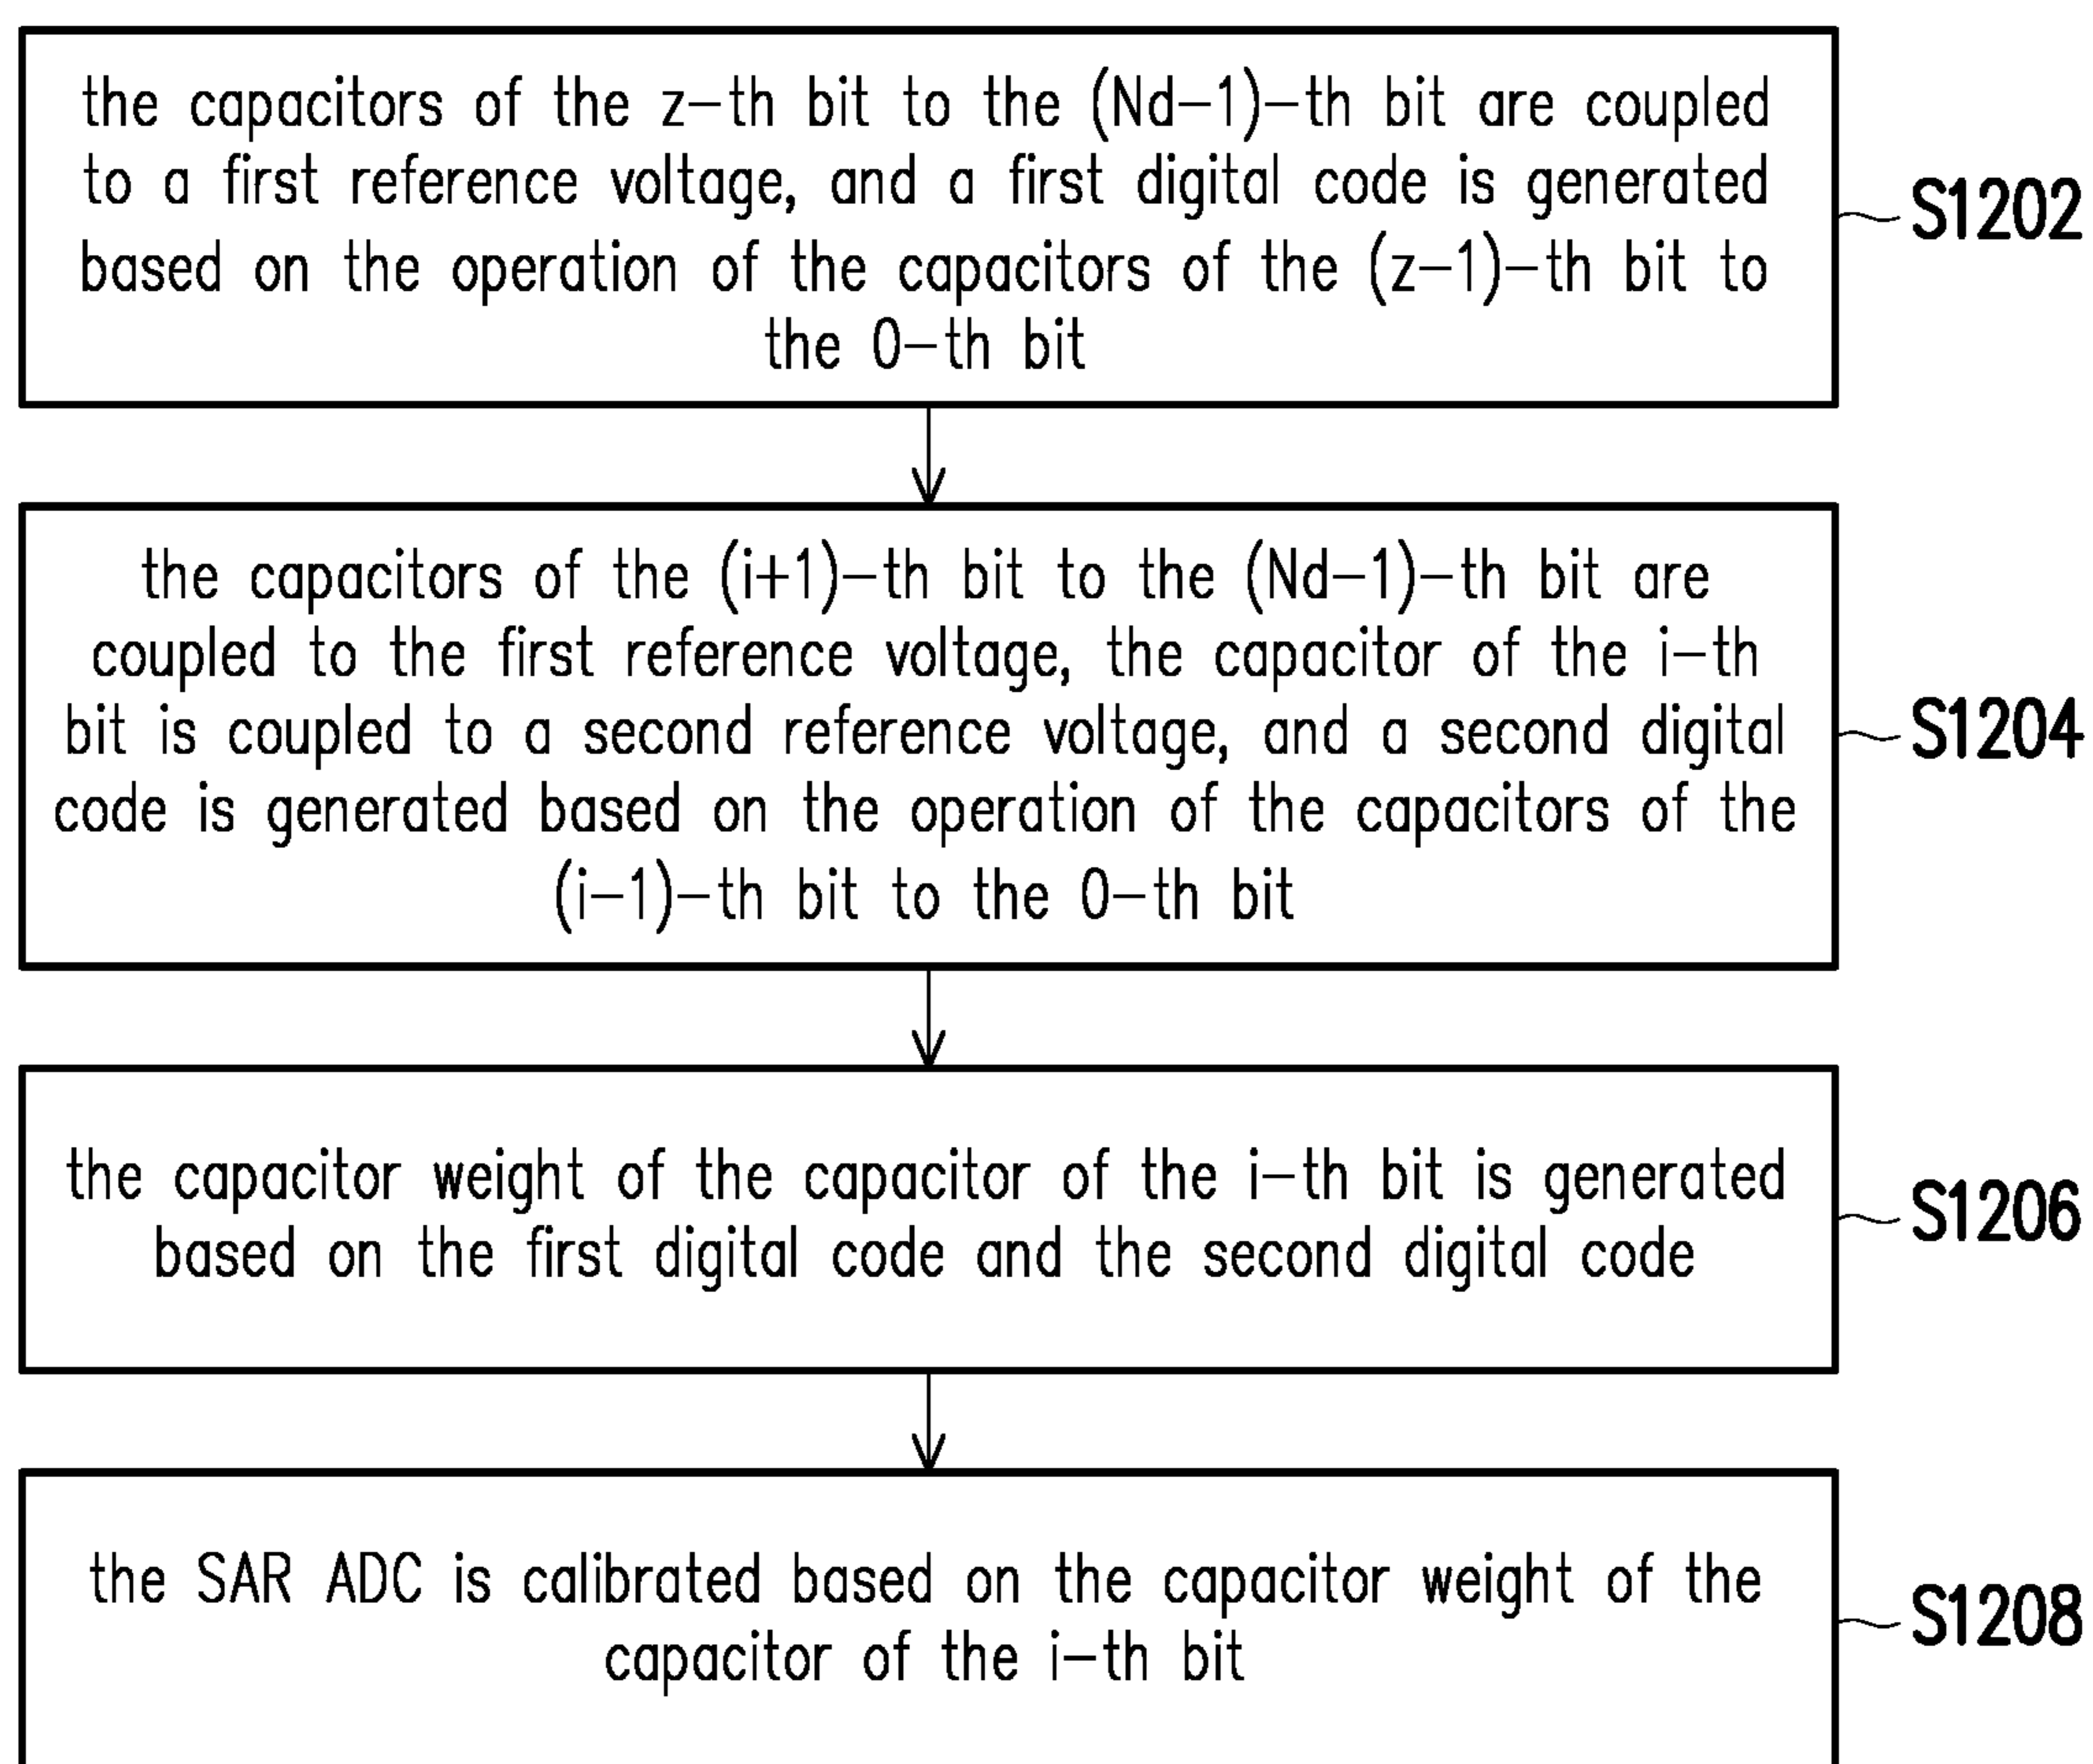 the capacitors of the z-th bit to the (Nd-1)-th bit are coupled
to a first reference voltage, and a first digital code is generated
based on the operation of the capacitors of the (z-1)-th bit to
the 0-th bit
S1202
the capacitors of the (i+1)-th bit to the (Nd-1)-th bit are
coupled to the first reference voltage, the capacitor of the i-th
bit is coupled to a second reference voltage, and a second digital
code is generated based on the operation of the capacitors of the
(i-1)-th bit to the 0-th bit
S1204
the capacitor weight of the capacitor of the i-th bit is generated
based on the first digital code and the second digital code
S1206
the SAR ADC is calibrated based on the capacitor weight of the
capacitor of the i-th bit
S1208